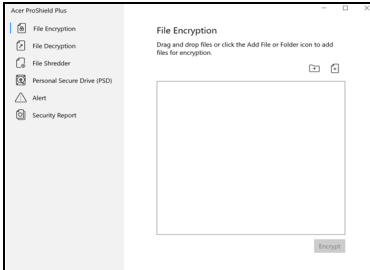 Acer ProShield Plus
File Encryption
File Decryption
File Shredder
Personal Secure Drive (PSD)
Alert
Security Report
File Encryption
Drag and drop files or click the Add File or Folder icon to add
files for encryption.
Encrypt